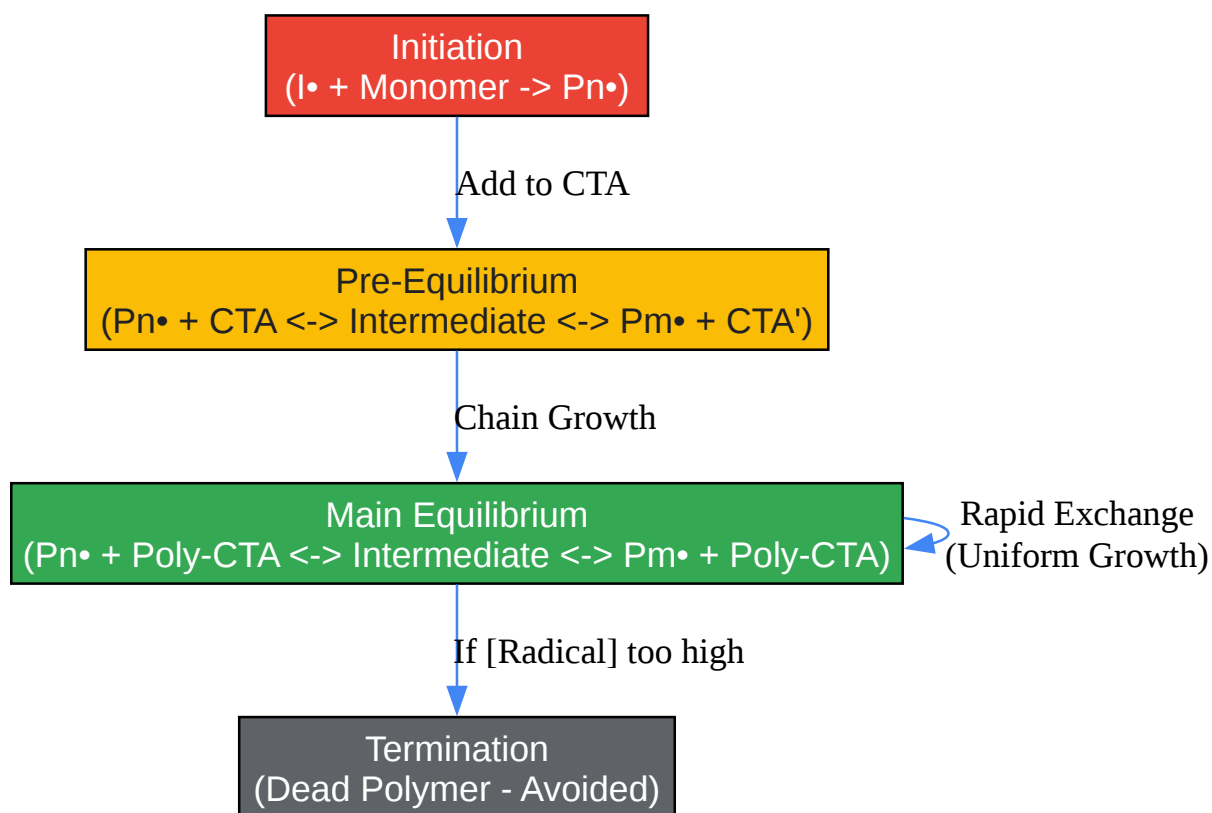 Initiation
(I• + Monomer -> Pn•)
Add to CTA
Pre-Equilibrium
(Pn• + CTA <-> Intermediate <-> Pm• + CTA')
Chain Growth
Main Equilibrium
(Pn• + Poly-CTA <-> Intermediate <-> Pm• + Poly-CTA)
Rapid Exchange
(Uniform Growth)
If [Radical] too high
Termination
(Dead Polymer - Avoided)